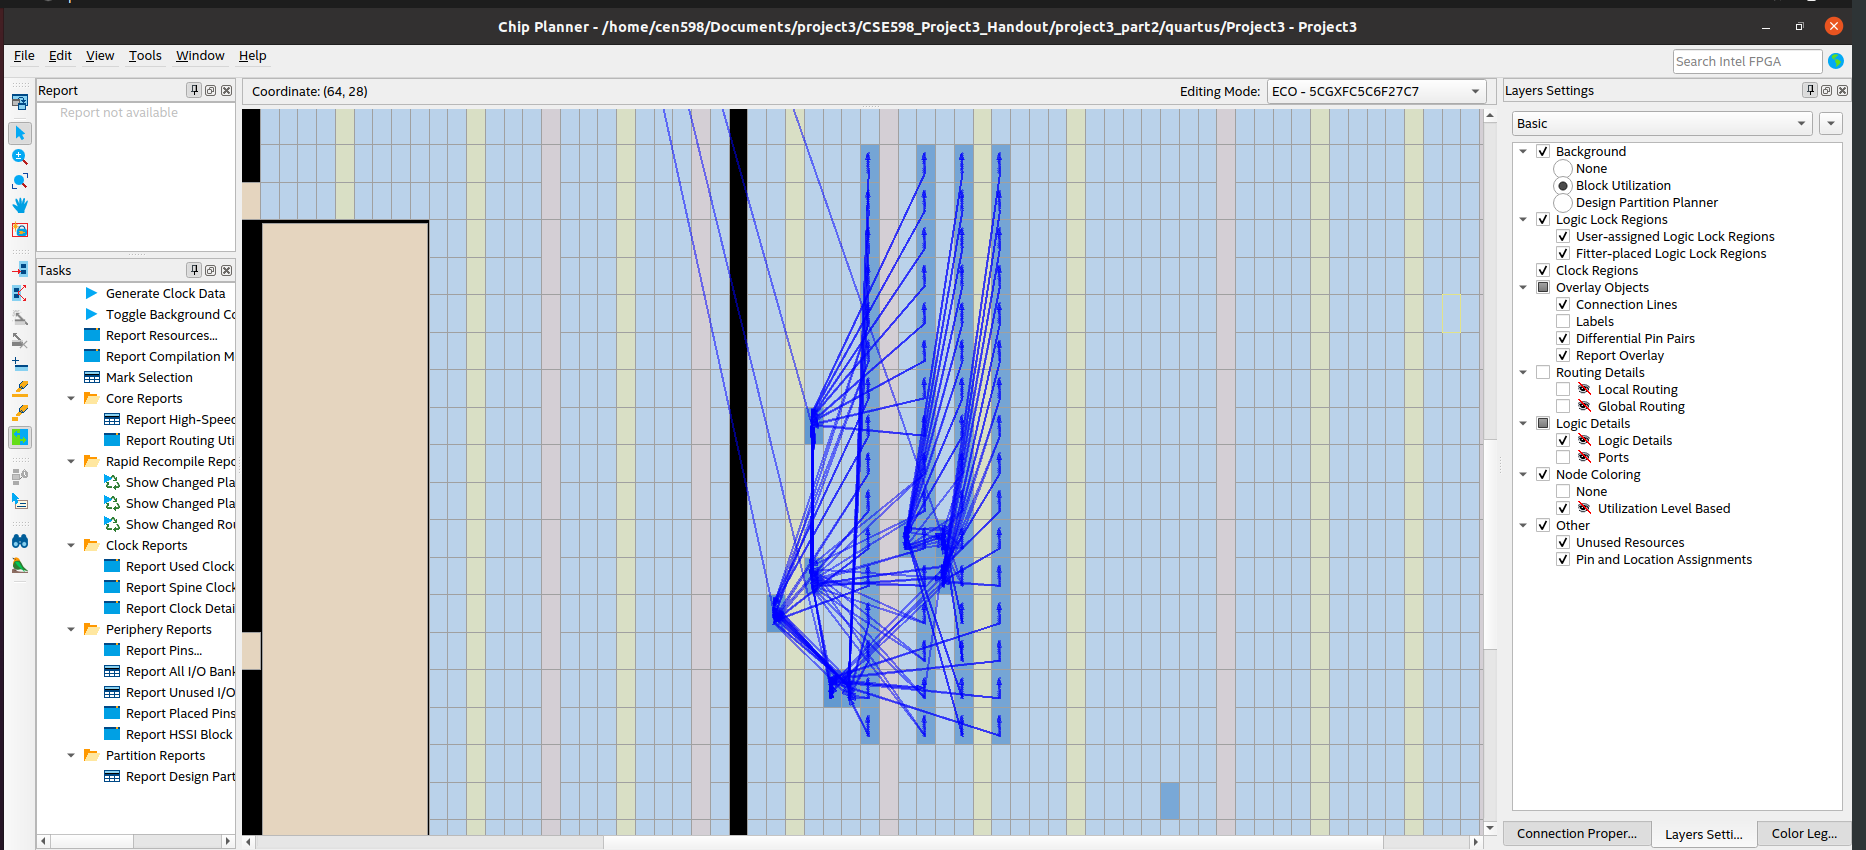 Chip Planner - /home/cen598/Documents/project3/CSE598_Project3_Handout/project3_part2/quartus/Project3 - Project3
File Edit View Tools Window Help
Search Intel FPGA
Report
Report not available
Tasks
Generate Clock Data
Toggle Background Co
Report Resources...
Report Compilation M
Mark Selection
Core Reports
Report High-Speed
Report Routing Uti
Rapid Recompile Repo
Show Changed Pla
Show Changed Pla
Show Changed Rou
Clock Reports
Report Used Clock
Report Spine Clock
Report Clock Detai
Periphery Reports
Report Pins...
Report All I/O Bank
Report Unused I/O
Report Placed Pins
Report HSSI Block
Partition Reports
Report Design Part
Coordinate: (64, 28)
Editing Mode: ECO - 5CGXFC5C6F27C7
Layers Settings
Basic
Background
None
Block Utilization
Design Partition Planner
Logic Lock Regions
User-assigned Logic Lock Regions
Fitter-placed Logic Lock Regions
Clock Regions
Overlay Objects
Connection Lines
Labels
Differential Pin Pairs
Report Overlay
Routing Details
Local Routing
Global Routing
Logic Details
Logic Details
Ports
Node Coloring
None
Utilization Level Based
Other
Unused Resources
Pin and Location Assignments
Connection Proper... Layers Setti... Color Leg...